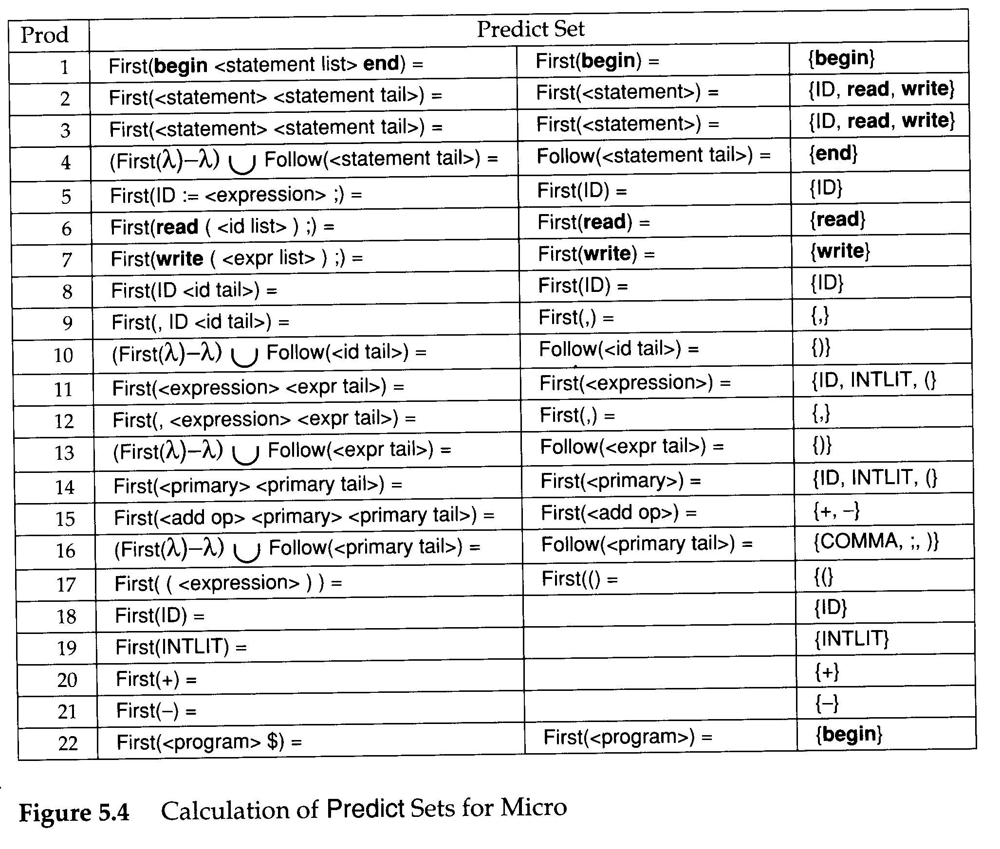 Prod Predict Set
1 First(begin <statement list> end) = First(begin) = {begin}
2 First(<statement> <statement tail>) = First(<statement>) = {ID, read, write}
3 First(<statement> <statement tail>) = First(<statement>) = {ID, read, write}
4 (First(λ)–λ) ∪ Follow(<statement tail>) = Follow(<statement tail>) = {end}
5 First(ID := <expression> ;) = First(ID) = {ID}
6 First(read ( <id list> ) ;) = First(read) = {read}
7 First(write ( <expr list> ) ;) = First(write) = {write}
8 First(ID <id tail>) = First(ID) = {ID}
9 First(, ID <id tail>) = First(,) = {,}
10 (First(λ)–λ) ∪ Follow(<id tail>) = Follow(<id tail>) = {)}
11 First(<expression> <expr tail>) = First(<expression>) = {ID, INTLIT, (}
12 First(, <expression> <expr tail>) = First(,) = {,}
13 (First(λ)–λ) ∪ Follow(<expr tail>) = Follow(<expr tail>) = {)}
14 First(<primary> <primary tail>) = First(<primary>) = {ID, INTLIT, (}
15 First(<add op> <primary> <primary tail>) = First(<add op>) = {+, –}
16 (First(λ)–λ) ∪ Follow(<primary tail>) = Follow(<primary tail>) = {COMMA, ;, )}
17 First( ( <expression> ) ) = First(() = {(}
18 First(ID) = {ID}
19 First(INTLIT) = {INTLIT}
20 First(+) = {+}
21 First(–) = {–}
22 First(<program> $) = First(<program>) = {begin}
Figure 5.4 Calculation of Predict Sets for Micro